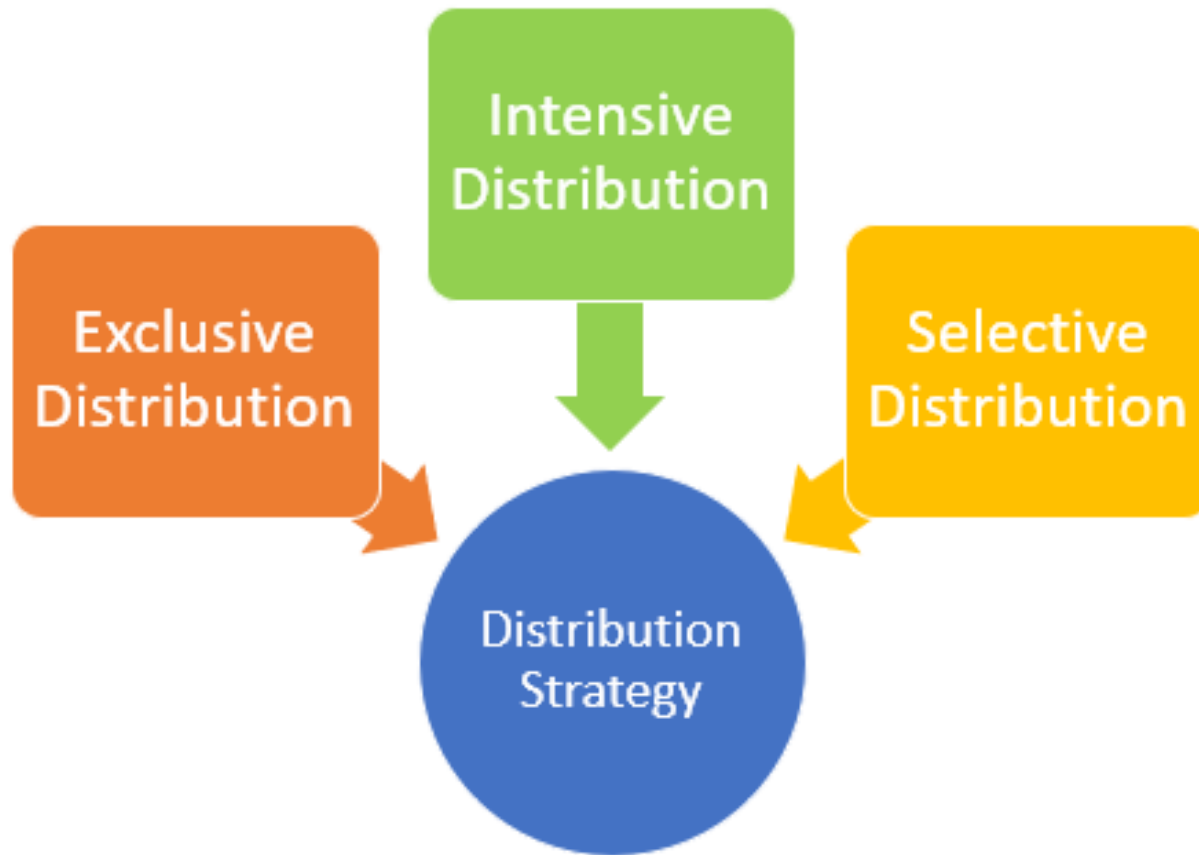 Intensive
Distribution
Exclusive
Distribution
Selective
Distribution
Distribution
Strategy